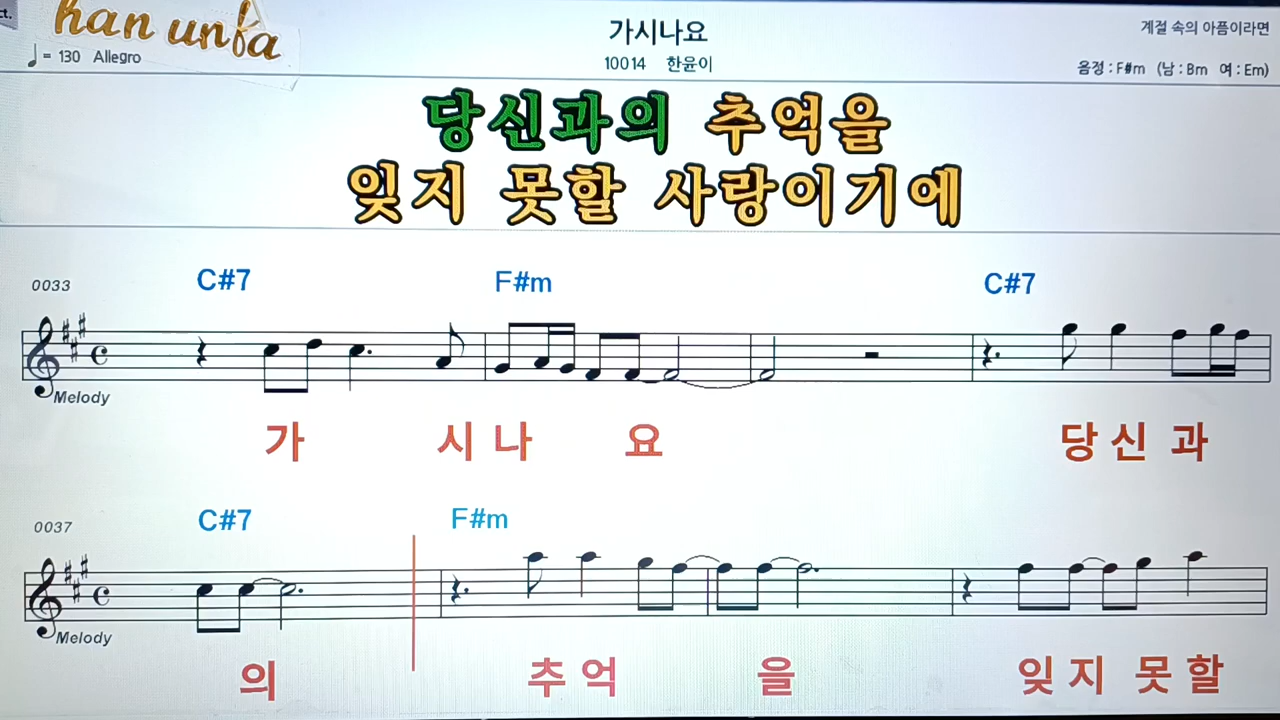 ct.
han unfa
가시나요
계절 속의 아픔이라면
♩= 130 Allegro
10014 한윤이
음정 : F#m (남 : Bm 여 : Em)
당신과의 추억을
잊지 못할 사랑이기에
0033 C#7 F#m C#7
Melody
가 시 나 요 당 신 과
0037 C#7 F#m
Melody
의 추 억 을 잊 지 못 할